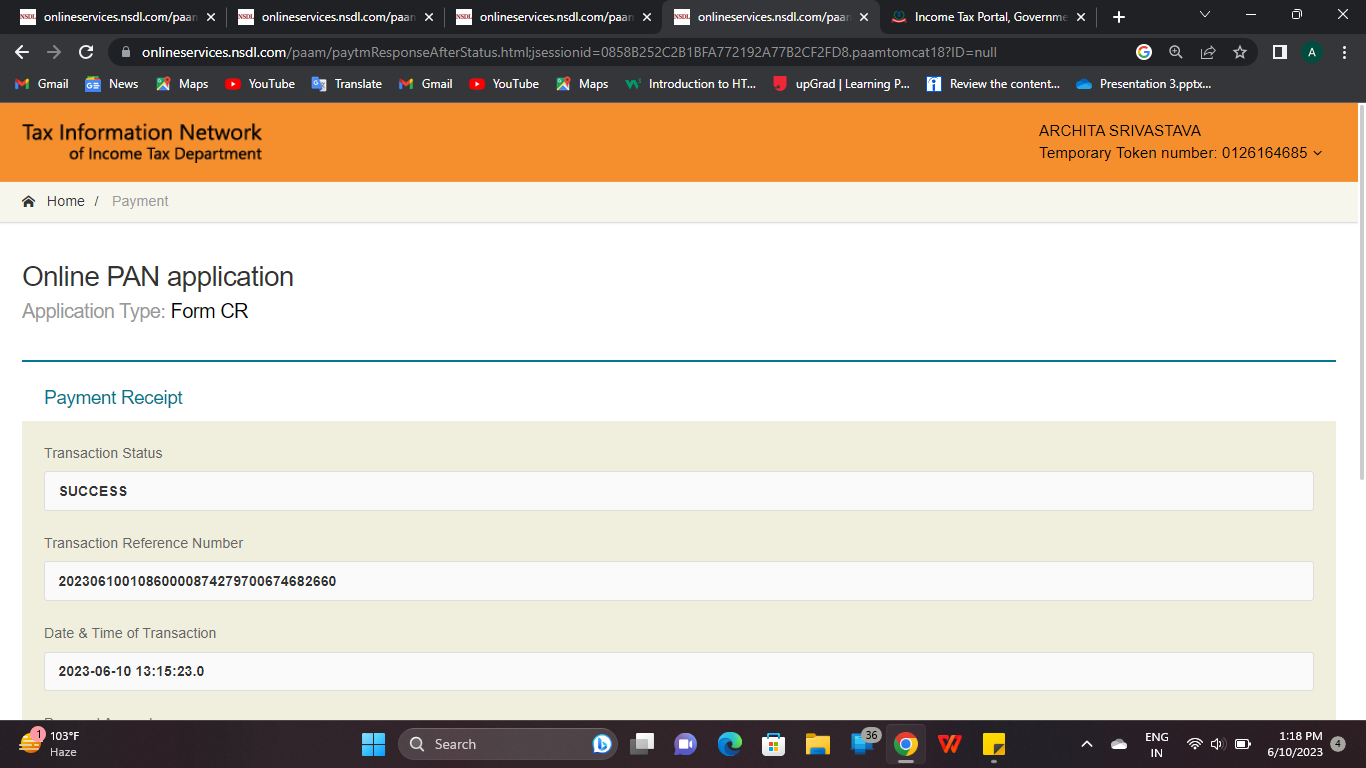 onlineservices.nsdl.com/paam
onlineservices.nsdl.com/paam
onlineservices.nsdl.com/paam
onlineservices.nsdl.com/paam
Income Tax Portal, Governme
onlineservices.nsdl.com/paam/paytmResponseAfterStatus.html;jsessionid=0858B252C2B1BFA772192A77B2CF2FD8.paamtomcat18?ID=null
A
Gmail
News
Maps
YouTube
Translate
Gmail
YouTube
Maps
Introduction to HT...
upGrad | Learning P...
Review the content...
Presentation 3.pptx...
Tax Information Network
of Income Tax Department
ARCHITA SRIVASTAVA
Temporary Token number: 0126164685
Home / Payment
Online PAN application
Application Type: Form CR
Payment Receipt
Transaction Status
SUCCESS
Transaction Reference Number
20230610010860000874279700674682660
Date & Time of Transaction
2023-06-10 13:15:23.0
1
103°F
Haze
Search
36
ENG
IN
1:18 PM
6/10/2023
4